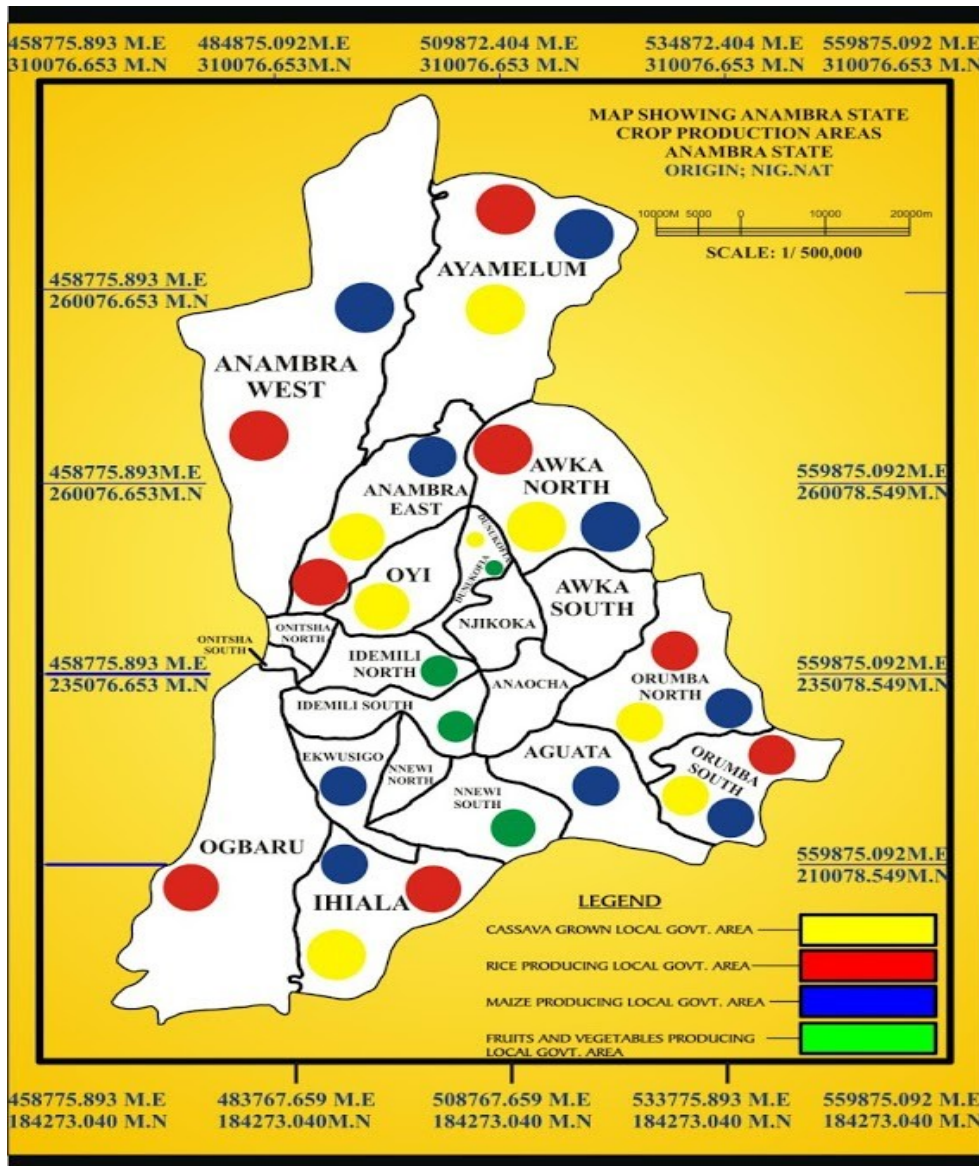 458775.893 M.E
310076.653 M.N
484875.092M.E
310076.653M.N
509872.404 M.E
310076.653 M.N
534872.404 M.E
310076.653 M.N
559875.092 M.E
310076.653 M.N
MAP SHOWING ANAMBRA STATE
CROP PRODUCTION AREAS
ANAMBRA STATE
ORIGIN; NIG.NAT
10000M 5000 0 10000 20000m
SCALE: 1/ 500,000
458775.893 M.E
260076.653 M.N
AYAMELUM
ANAMBRA
WEST
458775.893M.E
260076.653M.N
559875.092M.E
260078.549M.N
AWKA
NORTH
ANAMBRA
EAST
DUNUKOFIA
DUNUKOFIA
OYI
AWKA
SOUTH
NJIKOKA
ONITSHA
NORTH
ONITSHA
SOUTH
IDEMILI
NORTH
458775.893 M.E
235076.653 M.N
559875.092M.E
235078.549M.N
ANAOCHA
ORUMBA
NORTH
IDEMILI SOUTH
EKWUSIGO
NNEWI
NORTH
AGUATA
ORUMBA
SOUTH
NNEWI
SOUTH
OGBARU
IHIALA
559875.092M.E
210078.549M.N
LEGEND
CASSAVA GROWN LOCAL GOVT. AREA
RICE PRODUCING LOCAL GOVT. AREA
MAIZE PRODUCING LOCAL GOVT. AREA
FRUITS AND VEGETABLES PRODUCING
LOCAL GOVT. AREA
458775.893 M.E
184273.040 M.N
483767.659 M.E
184273.040M.N
508767.659 M.E
184273.040 M.N
533775.893 M.E
184273.040 M.N
559875.092 M.E
184273.040 M.N